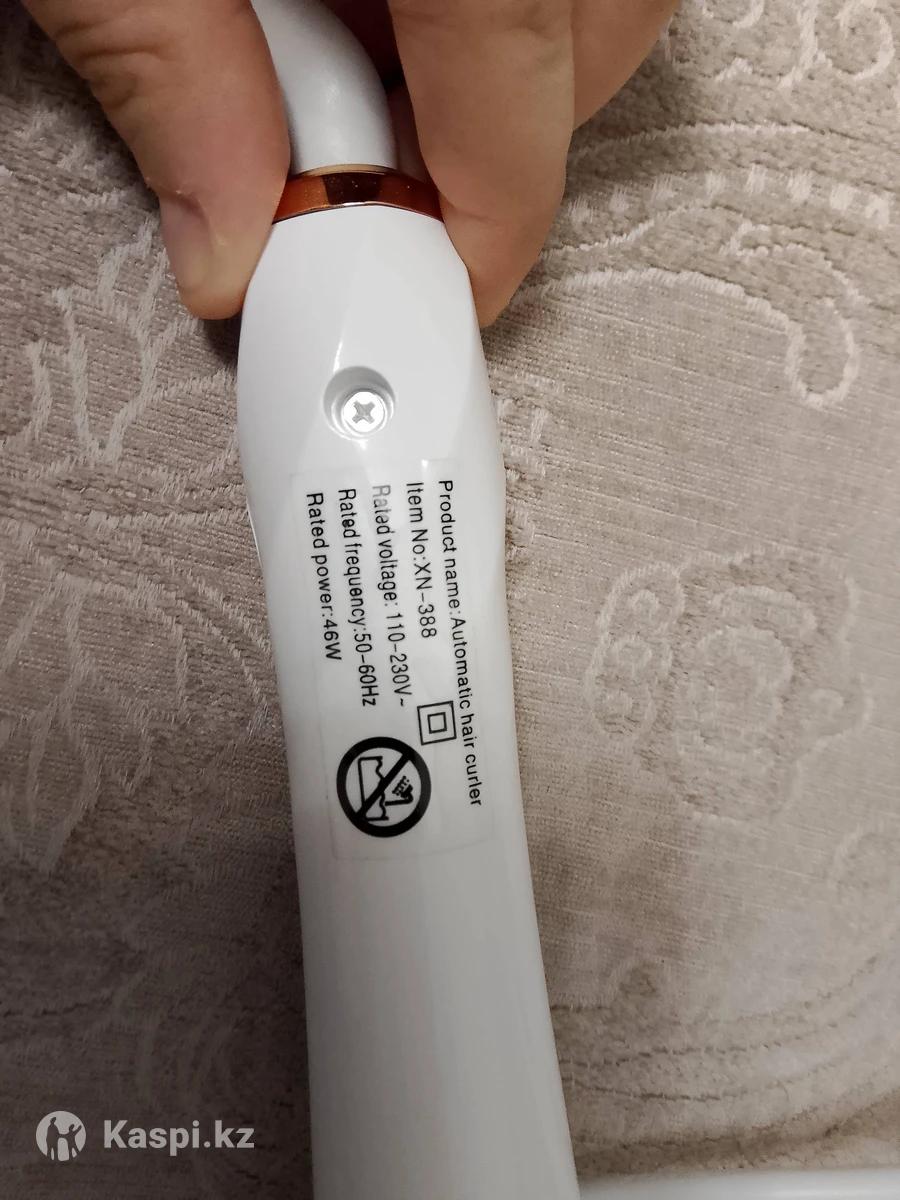 Product name:Automatic hair curler
Item No:XN-388
Rated voltage: 110-230V~
Rated frequency:50-60Hz
Rated power:46W
Kaspi.kz